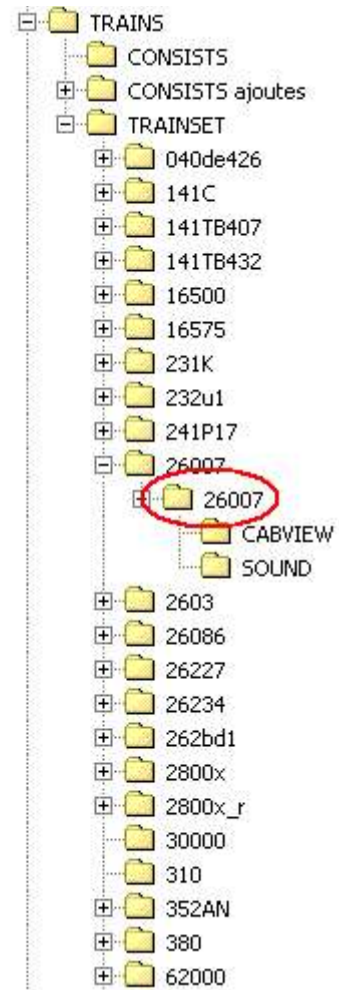 TRAINS
CONSISTS
CONSISTS ajoutes
TRAINSET
040de426
141C
141TB407
141TB432
16500
16575
231K
232u1
241P17
26007
26007
CABVIEW
SOUND
2603
26086
26227
26234
262bd1
2800x
2800x_r
30000
310
352AN
380
62000